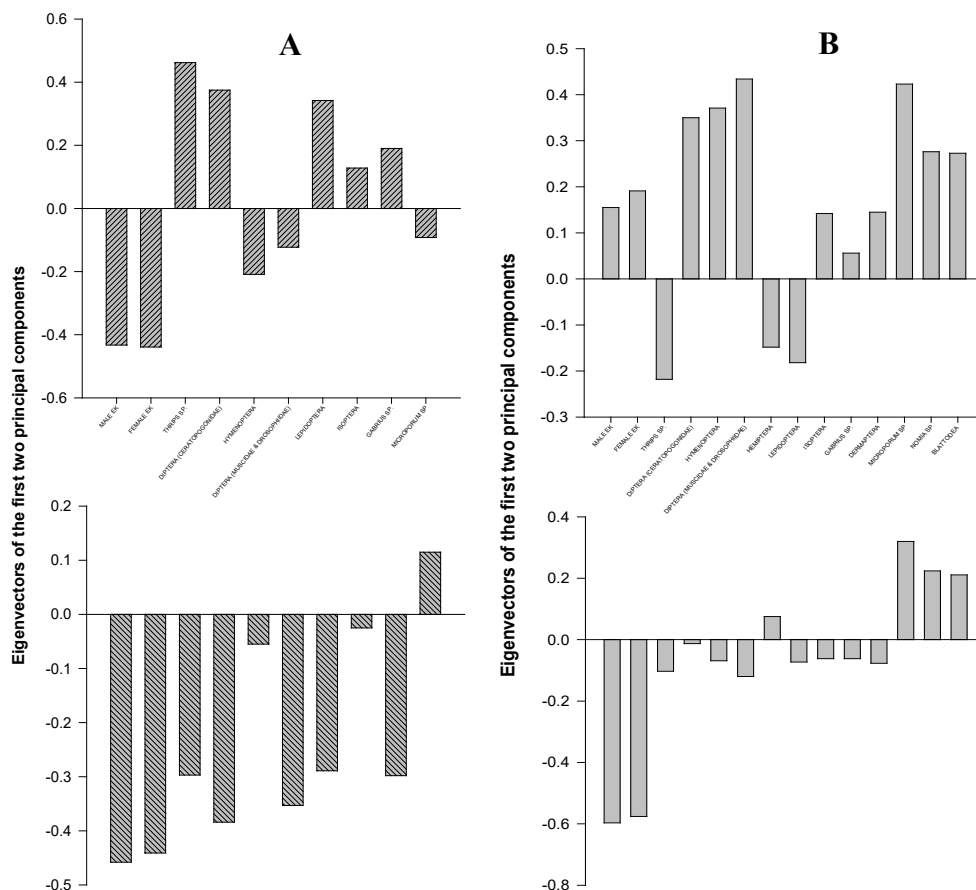 A
0.6
0.4
0.2
0.0
-0.2
-0.4
-0.6
Eigenvectors of the first two principal components
MALE EK
FEMALE EK
THRIPS SP.
DIPTERA (CERATOPOGONIDAE)
HYMENOPTERA
DIPTERA (MUSCIDAE & DROSOPHIIDAE)
LEPIDOPTERA
ISOPTERA
GABRIUS SP.
MICROPORUM SP
0.2
0.1
0.0
-0.1
-0.2
-0.3
-0.4
-0.5
B
0.5
0.4
0.3
0.2
0.1
0.0
-0.1
-0.2
-0.3
Eigenvectors of the first two principal components
MALE EK
FEMALE EK
THRIPS SP
DIPTERA (CERATOPOGONIDAE)
HYMENOPTERA
DIPTERA (MUSCIDAE & DROSOPHIIDAE)
HEMIPTERA
LEPIDOPTERA
ISOPTERA
GABRIUS SP
DERMAPTERA
MICROPORUM SP
NOMIA SP
BLATTODEA
0.4
0.2
0.0
-0.2
-0.4
-0.6
-0.8